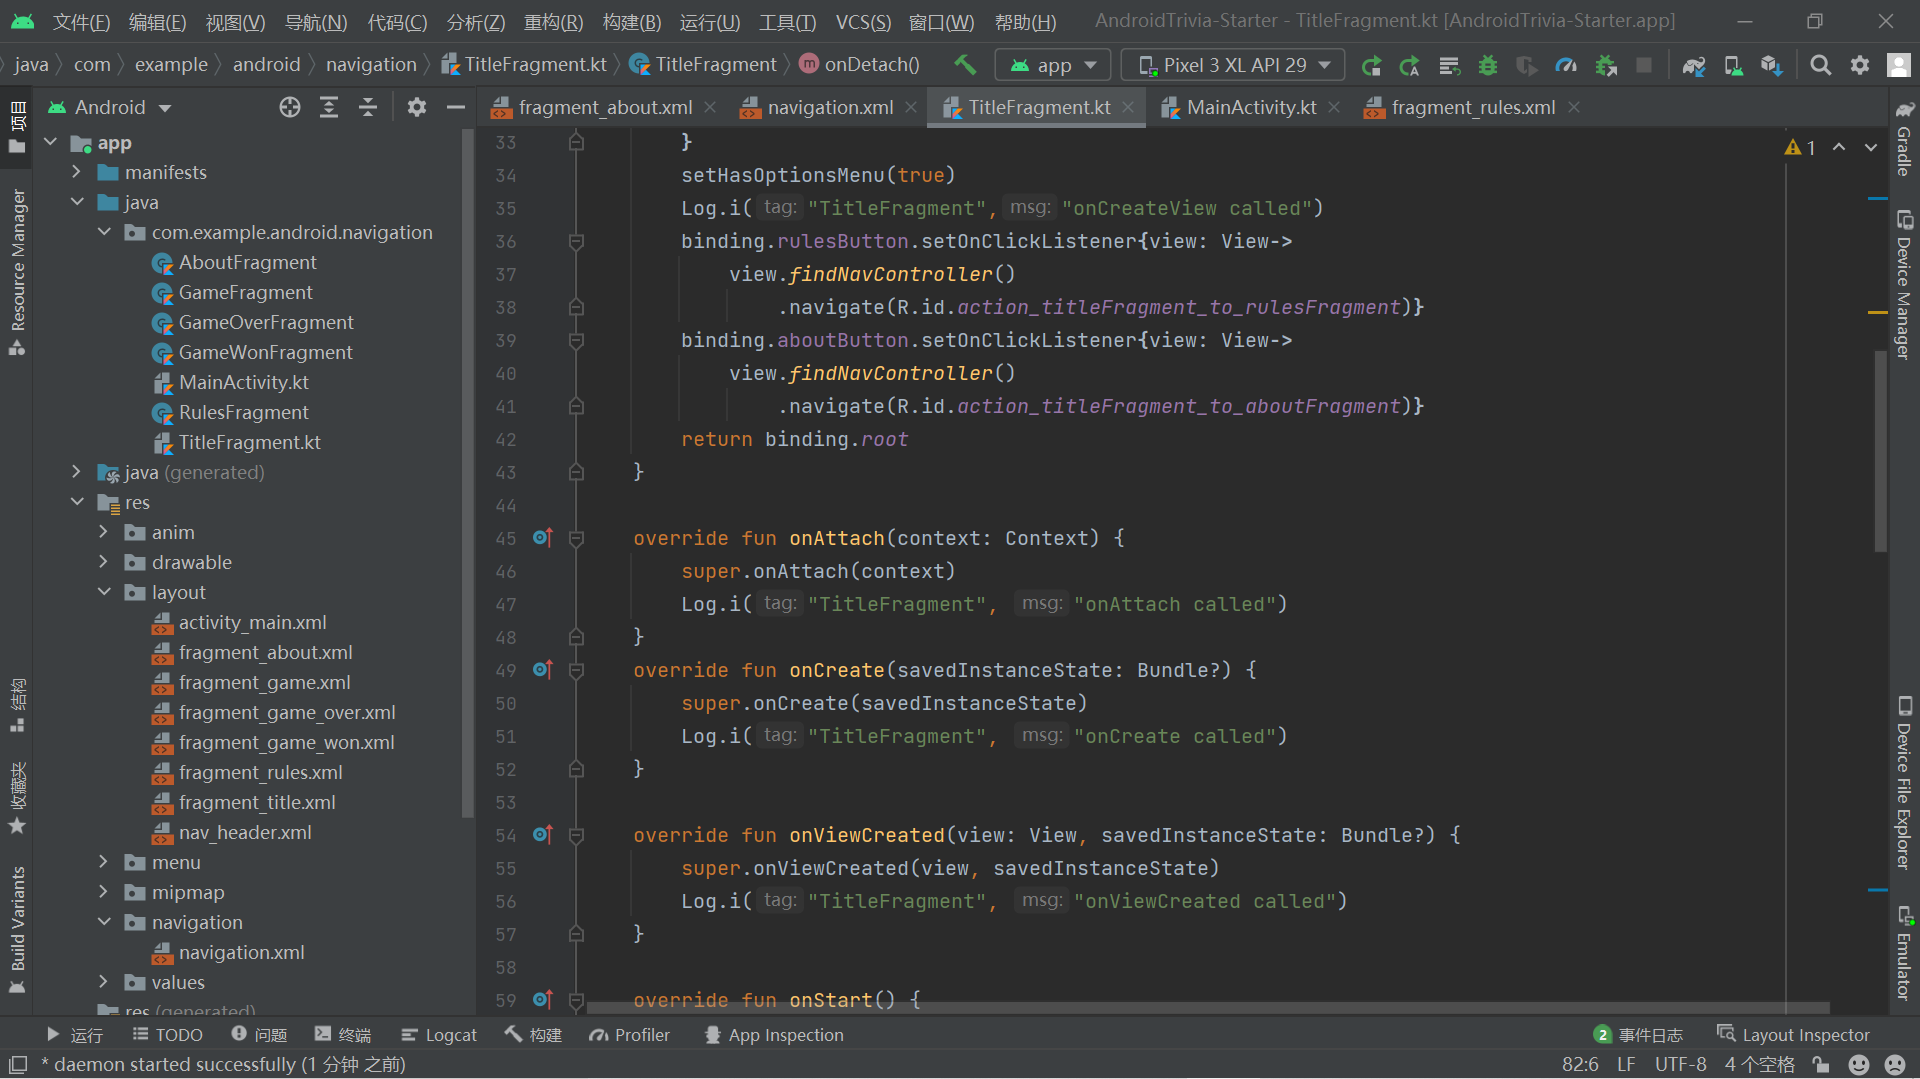 文件(F) 编辑(E) 视图(V) 导航(N) 代码(C) 分析(Z) 重构(R) 构建(B) 运行(U) 工具(T) VCS(S) 窗口(W) 帮助(H) AndroidTrivia-Starter - TitleFragment.kt [AndroidTrivia-Starter.app]
java com example android navigation TitleFragment.kt TitleFragment m onDetach() app Pixel 3 XL API 29
项目
Resource Manager
结构
收藏夹
Build Variants
Android
app
manifests
java
com.example.android.navigation
AboutFragment
GameFragment
GameOverFragment
GameWonFragment
MainActivity.kt
RulesFragment
TitleFragment.kt
java (generated)
res
anim
drawable
layout
activity_main.xml
fragment_about.xml
fragment_game.xml
fragment_game_over.xml
fragment_game_won.xml
fragment_rules.xml
fragment_title.xml
nav_header.xml
menu
mipmap
navigation
navigation.xml
values
res (generated)
fragment_about.xml navigation.xml TitleFragment.kt MainActivity.kt fragment_rules.xml
1
33 }
34 setHasOptionsMenu(true)
35 Log.i( tag: "TitleFragment", msg: "onCreateView called")
36 binding.rulesButton.setOnClickListener{view: View->
37 view.findNavController()
38 .navigate(R.id.action_titleFragment_to_rulesFragment)}
39 binding.aboutButton.setOnClickListener{view: View->
40 view.findNavController()
41 .navigate(R.id.action_titleFragment_to_aboutFragment)}
42 return binding.root
43 }
44
45 override fun onAttach(context: Context) {
46 super.onAttach(context)
47 Log.i( tag: "TitleFragment", msg: "onAttach called")
48 }
49 override fun onCreate(savedInstanceState: Bundle?) {
50 super.onCreate(savedInstanceState)
51 Log.i( tag: "TitleFragment", msg: "onCreate called")
52 }
53
54 override fun onViewCreated(view: View, savedInstanceState: Bundle?) {
55 super.onViewCreated(view, savedInstanceState)
56 Log.i( tag: "TitleFragment", msg: "onViewCreated called")
57 }
58
59 override fun onStart() {
Gradle
Device Manager
Device File Explorer
Emulator
运行 TODO 问题 终端 Logcat 构建 Profiler App Inspection 2 事件日志 Layout Inspector
* daemon started successfully (1 分钟 之前) 82:6 LF UTF-8 4 个空格